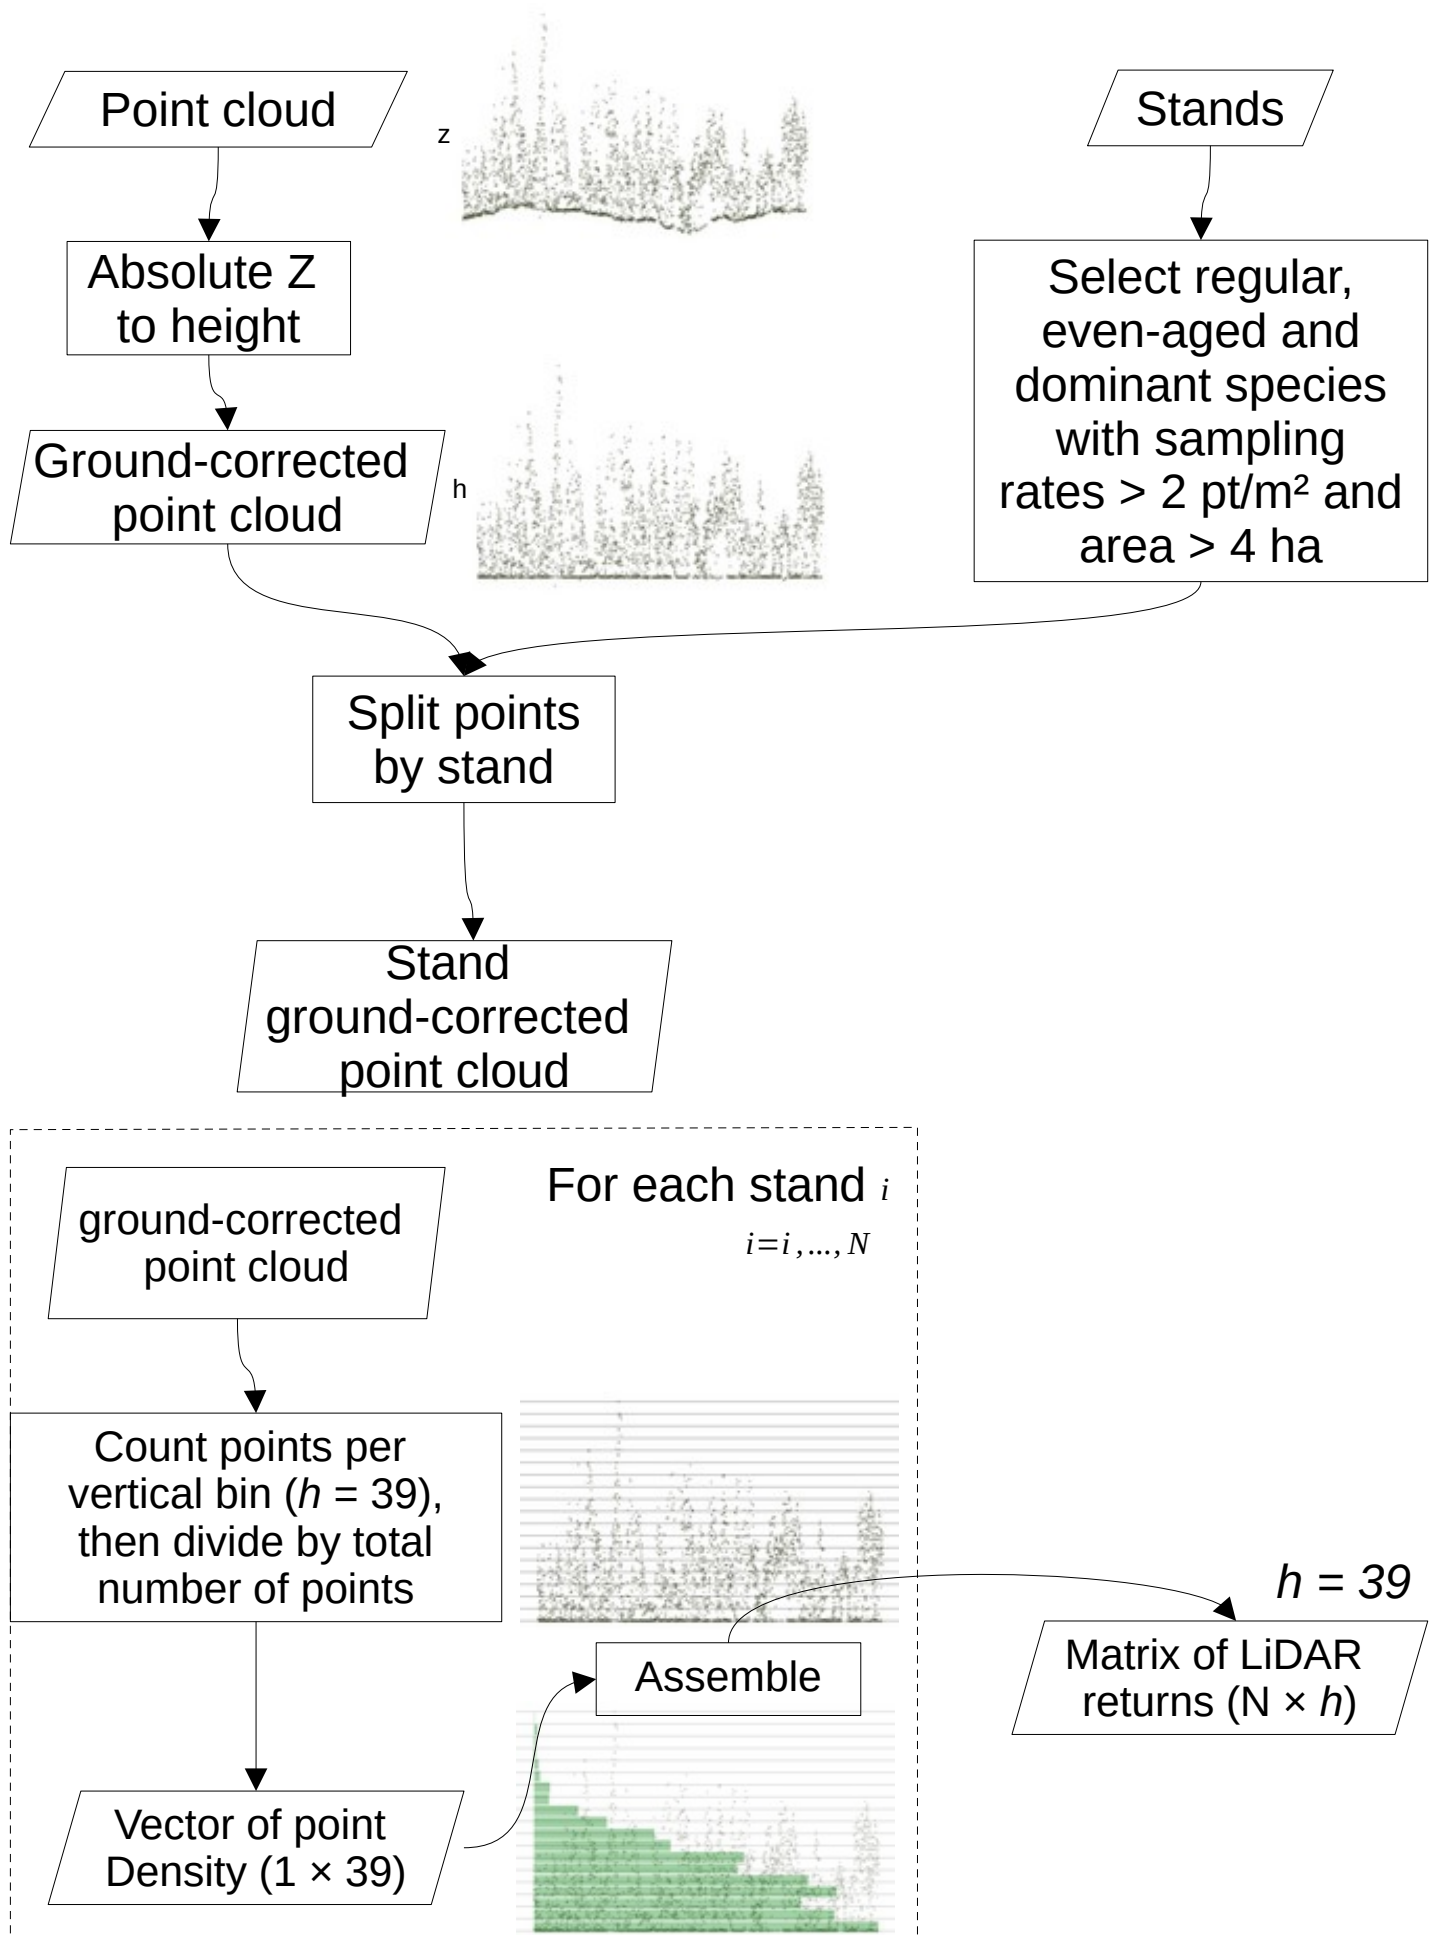 Point cloud
z
Stands
Absolute Z
to height
Select regular,
even-aged and
dominant species
with sampling
rates > 2 pt/m² and
area > 4 ha
Ground-corrected
point cloud
h
Split points
by stand
Stand
ground-corrected
point cloud
For each stand i
i=i,...,N
ground-corrected
point cloud
Count points per
vertical bin (h = 39),
then divide by total
number of points
h = 39
Assemble
Matrix of LiDAR
returns (N × h)
Vector of point
Density (1 × 39)